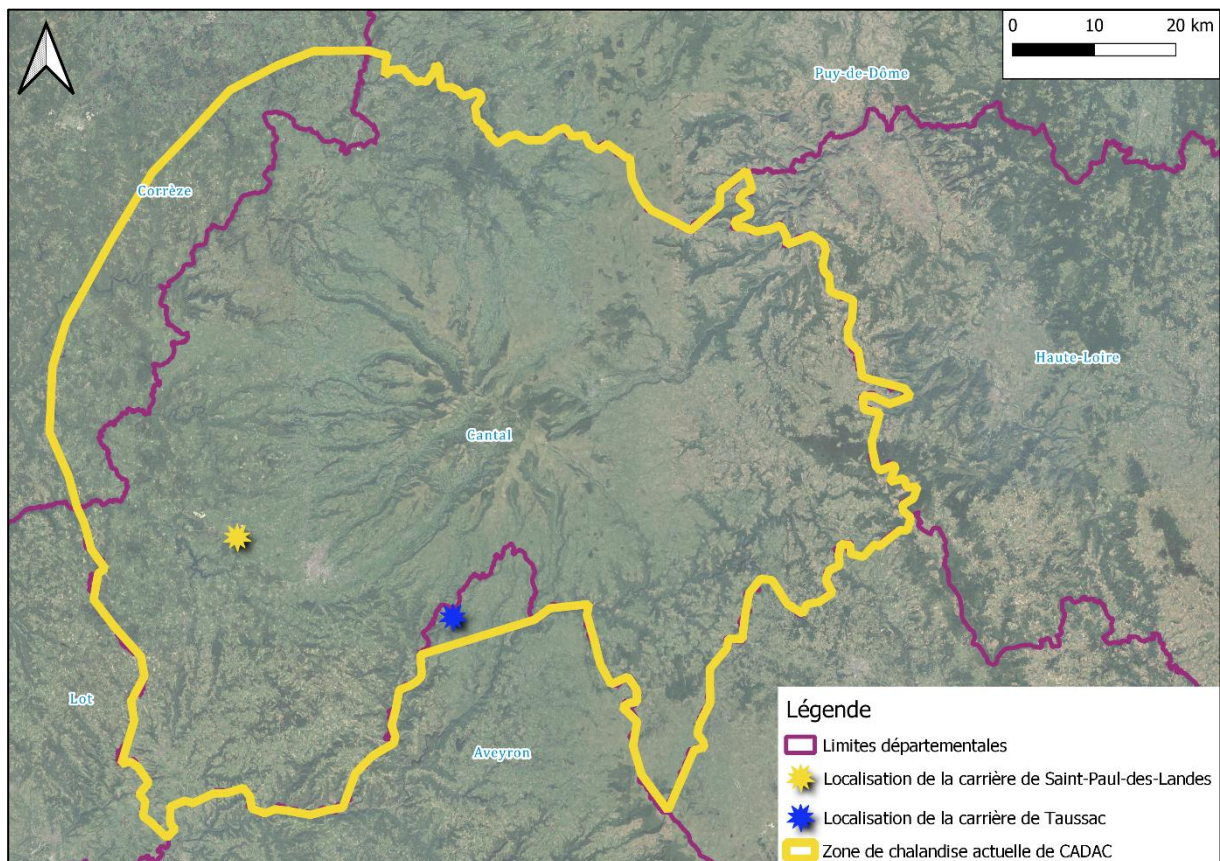 0 10 20 km
Puy-de-Dôme
Corrèze
Haute-Loire
Cantal
Lot
Aveyron
Légende
Limites départementales
Localisation de la carrière de Saint-Paul-des-Landes
Localisation de la carrière de Taussac
Zone de chalandise actuelle de CADAC